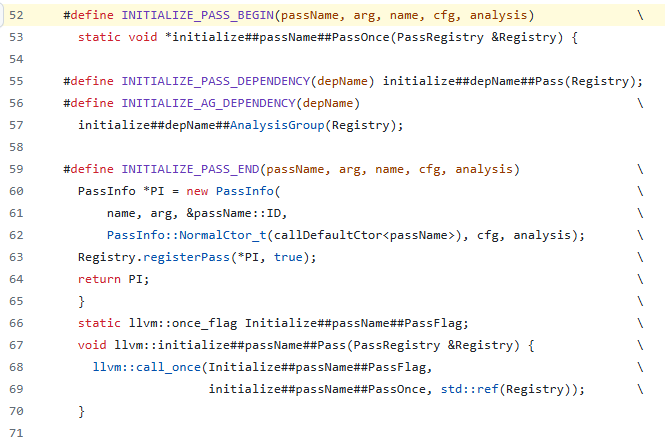 52 #define INITIALIZE_PASS_BEGIN(passName, arg, name, cfg, analysis) \
53 static void *initialize##passName##PassOnce(PassRegistry &Registry) {
54
55 #define INITIALIZE_PASS_DEPENDENCY(depName) initialize##depName##Pass(Registry);
56 #define INITIALIZE_AG_DEPENDENCY(depName) \
57 initialize##depName##AnalysisGroup(Registry);
58
59 #define INITIALIZE_PASS_END(passName, arg, name, cfg, analysis) \
60 PassInfo *PI = new PassInfo( \
61 name, arg, &passName::ID, \
62 PassInfo::NormalCtor_t(callDefaultCtor<passName>), cfg, analysis); \
63 Registry.registerPass(*PI, true); \
64 return PI; \
65 } \
66 static llvm::once_flag Initialize##passName##PassFlag; \
67 void llvm::initialize##passName##Pass(PassRegistry &Registry) { \
68 llvm::call_once(Initialize##passName##PassFlag, \
69 initialize##passName##PassOnce, std::ref(Registry)); \
70 }
71